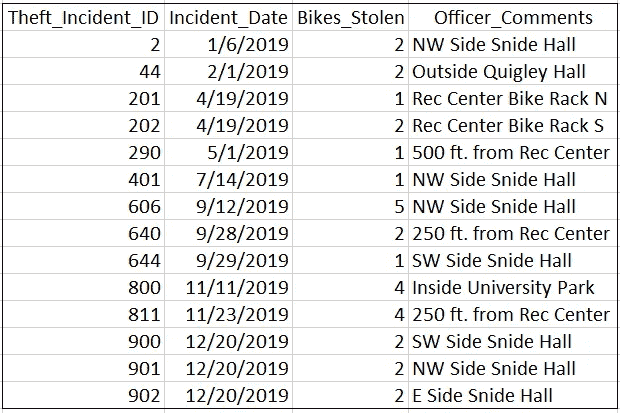 Theft_Incident_ID Incident_Date Bikes_Stolen Officer_Comments
2 1/6/2019 2 NW Side Snide Hall
44 2/1/2019 2 Outside Quigley Hall
201 4/19/2019 1 Rec Center Bike Rack N
202 4/19/2019 2 Rec Center Bike Rack S
290 5/1/2019 1 500 ft. from Rec Center
401 7/14/2019 1 NW Side Snide Hall
606 9/12/2019 5 NW Side Snide Hall
640 9/28/2019 2 250 ft. from Rec Center
644 9/29/2019 1 SW Side Snide Hall
800 11/11/2019 4 Inside University Park
811 11/23/2019 4 250 ft. from Rec Center
900 12/20/2019 2 SW Side Snide Hall
901 12/20/2019 2 NW Side Snide Hall
902 12/20/2019 2 E Side Snide Hall